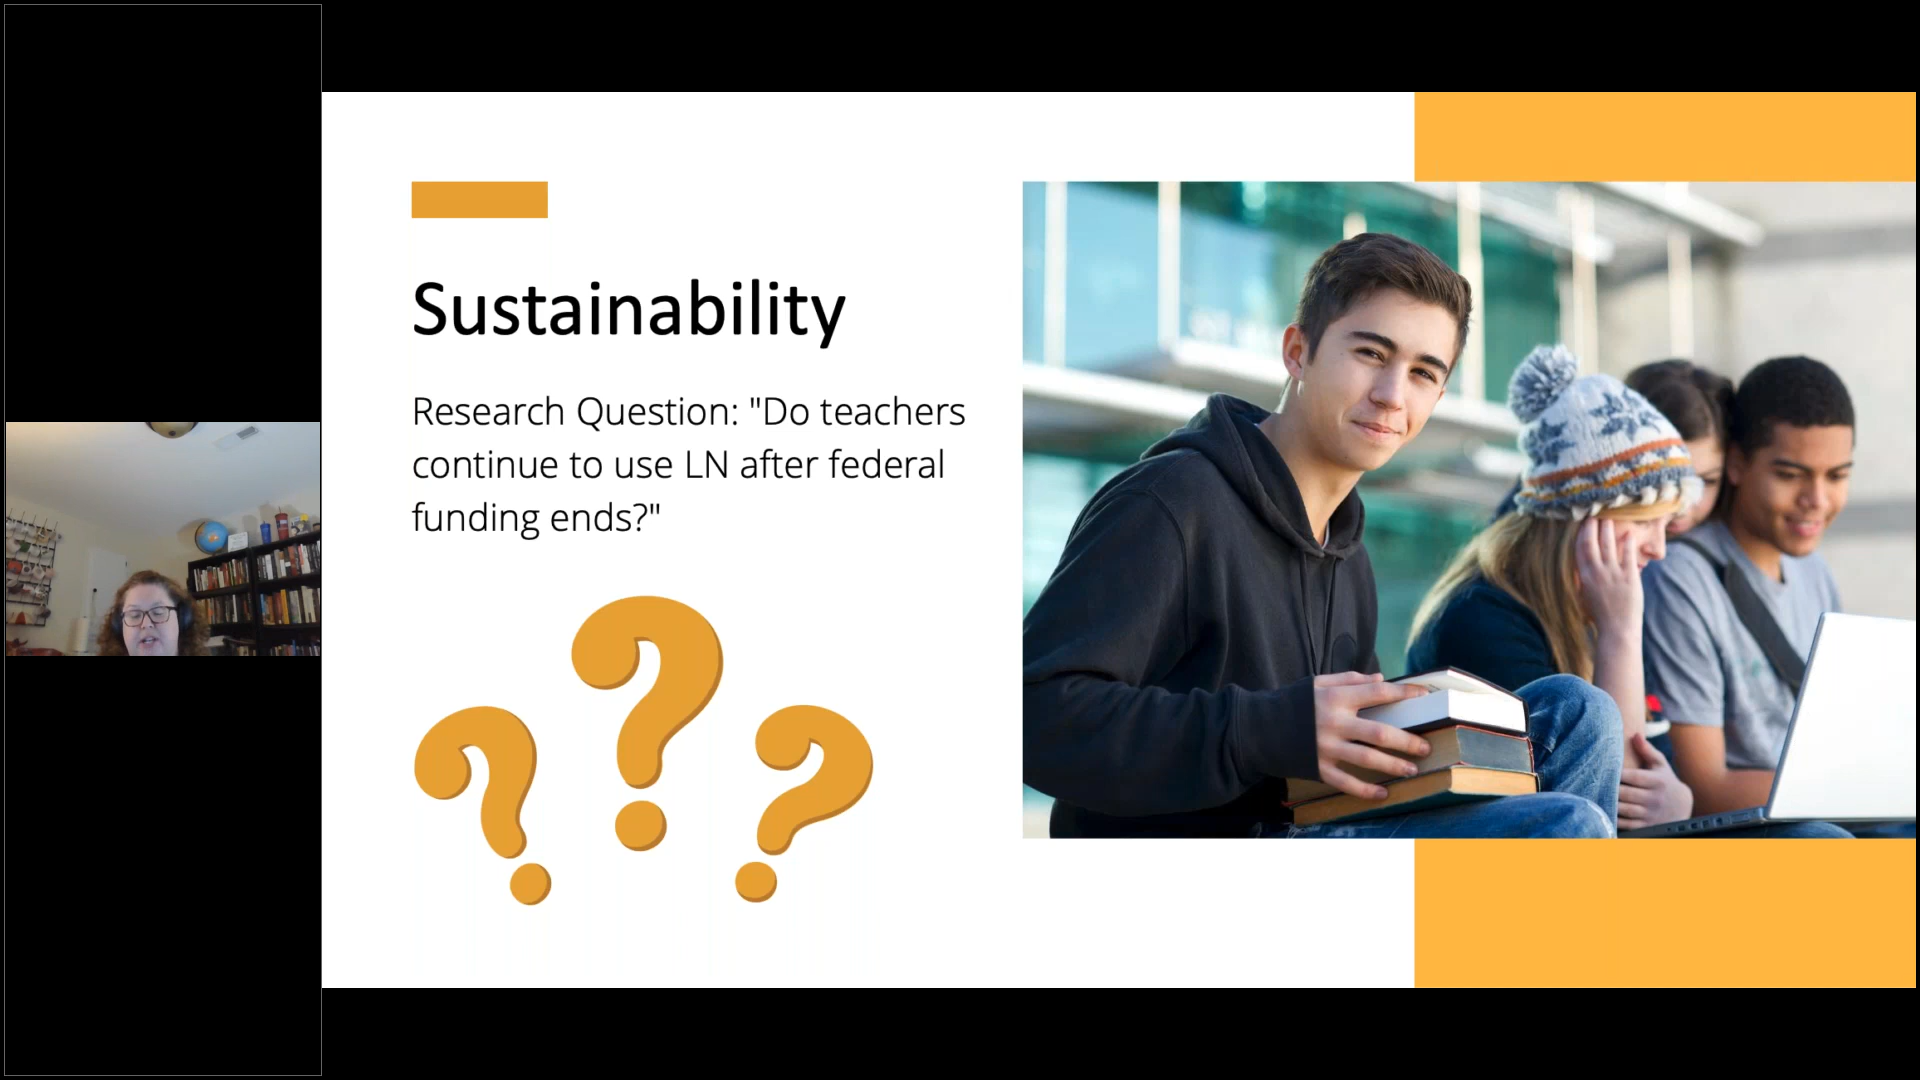 Sustainability
Research Question: "Do teachers
continue to use LN after federal
funding ends?"